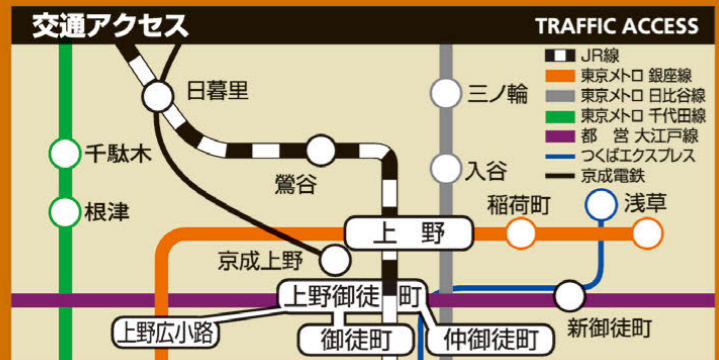 交通アクセス
TRAFFIC ACCESS
JR線
東京メトロ 銀座線
東京メトロ 日比谷線
東京メトロ 千代田線
都 営 大江戸線
つくばエクスプレス
京成電鉄
日暮里
三ノ輪
千駄木
鶯谷
入谷
根津
稲荷町
浅草
上 野
京成上野
上野御徒 町
新御徒町
上野広小路
御徒町
仲御徒町